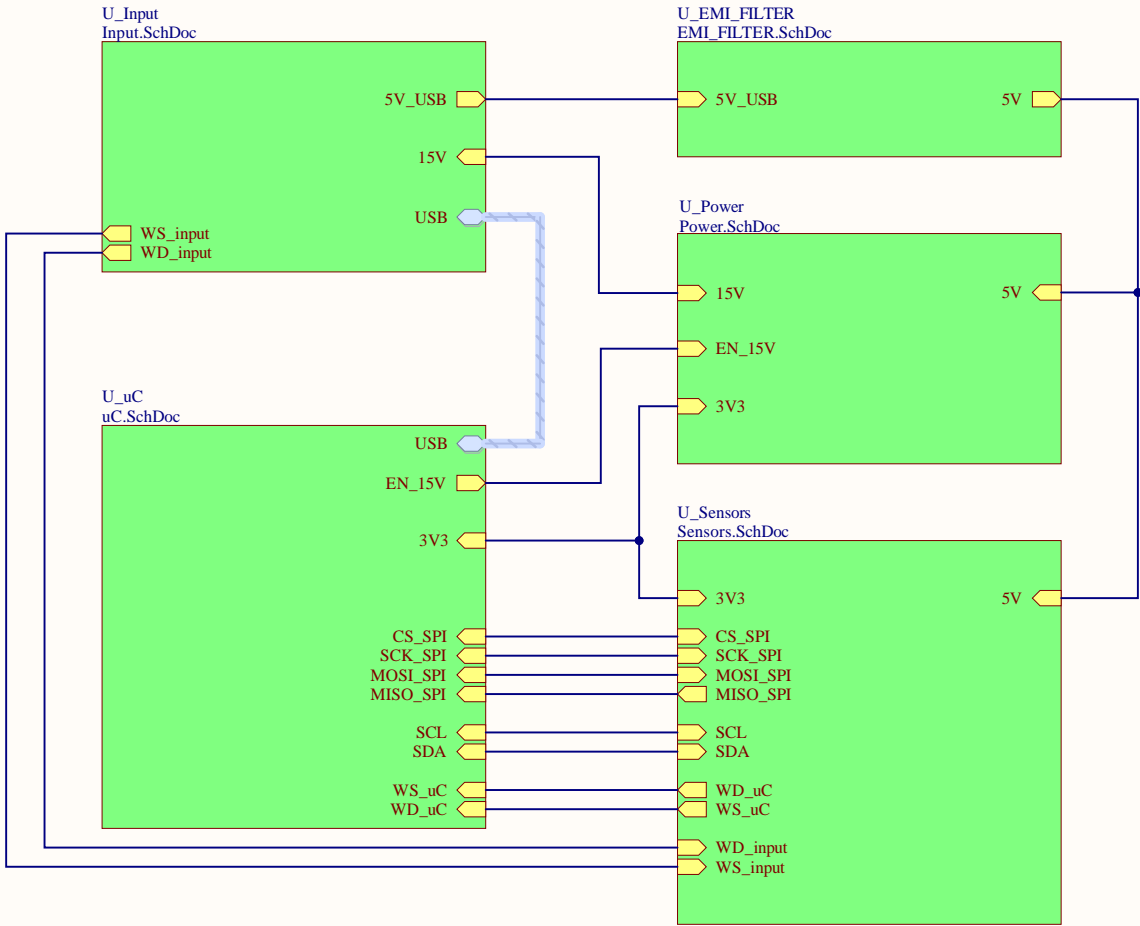 U_Input
Input.SchDoc
5V_USB
15V
USB
WS_input
WD_input
U_EMI_FILTER
EMI_FILTER.SchDoc
5V_USB
5V
U_Power
Power.SchDoc
15V
5V
EN_15V
3V3
U_uC
uC.SchDoc
USB
EN_15V
3V3
CS_SPI
SCK_SPI
MOSI_SPI
MISO_SPI
SCL
SDA
WS_uC
WD_uC
U_Sensors
Sensors.SchDoc
3V3
5V
CS_SPI
SCK_SPI
MOSI_SPI
MISO_SPI
SCL
SDA
WD_uC
WS_uC
WD_input
WS_input